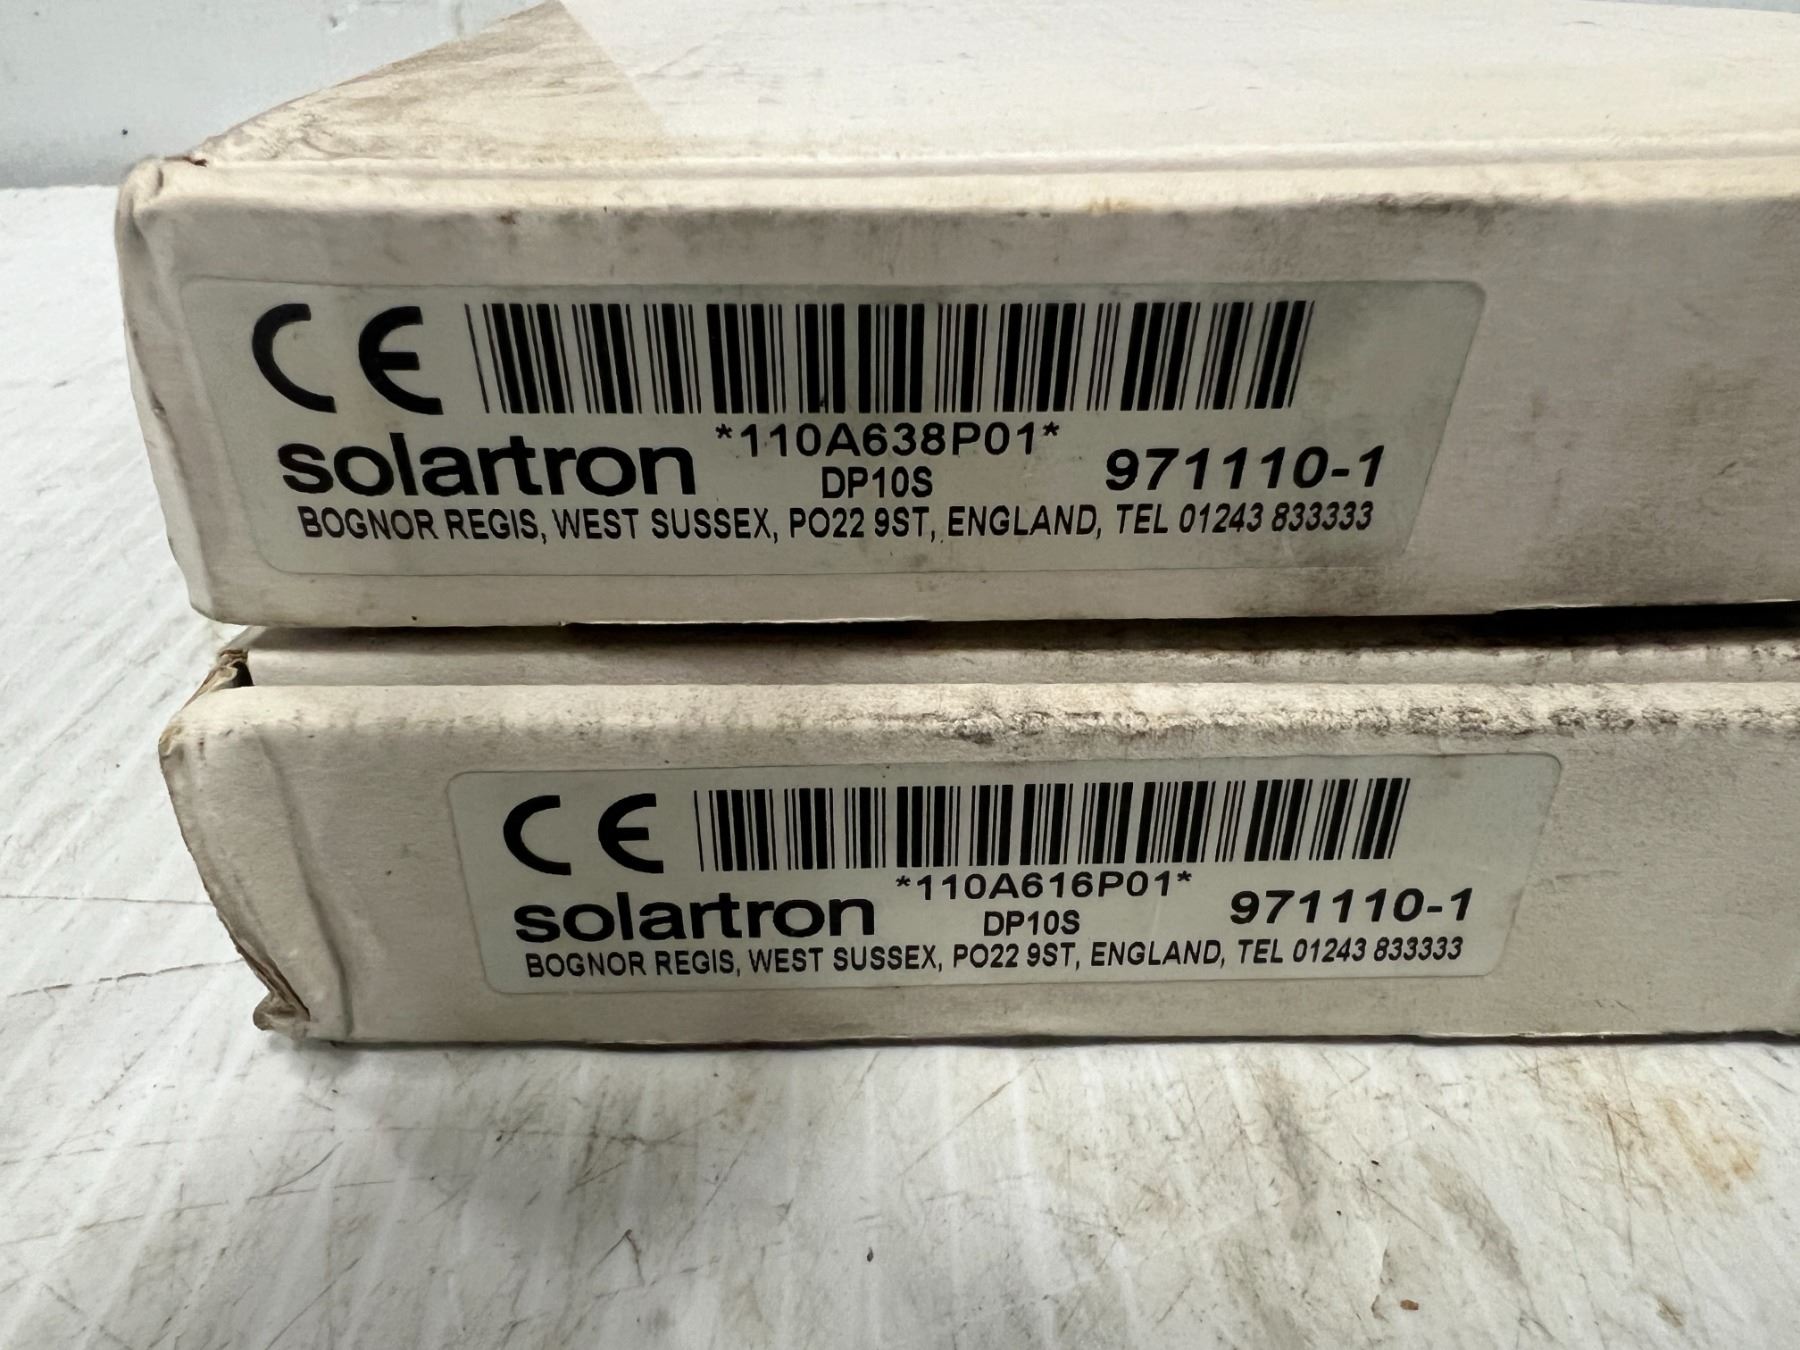 CE
*110A638P01*
solartron DP10S 971110-1
BOGNOR REGIS, WEST SUSSEX, PO22 9ST, ENGLAND, TEL 01243 833333
CE
*110A616P01*
solartron DP10S 971110-1
BOGNOR REGIS, WEST SUSSEX, PO22 9ST, ENGLAND, TEL 01243 833333